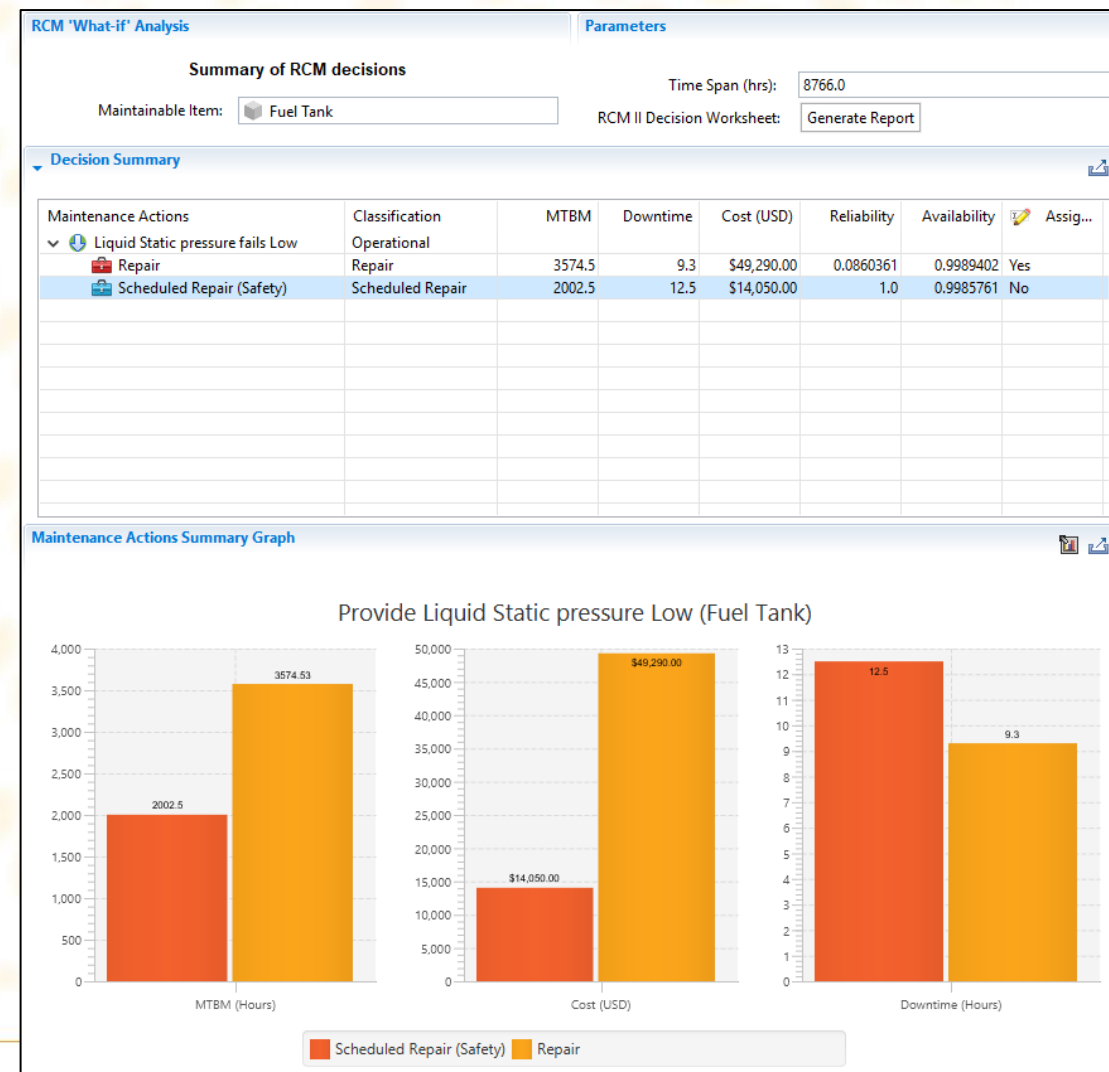 RCM 'What-if' Analysis
Parameters
Summary of RCM decisions
Maintainable Item: Fuel Tank
Time Span (hrs): 8766.0
RCM II Decision Worksheet: Generate Report
Decision Summary
Maintenance Actions Classification MTBM Downtime Cost (USD) Reliability Availability Assig...
Liquid Static pressure fails Low Operational
Repair Repair 3574.5 9.3 $49,290.00 0.0860361 0.9989402 Yes
Scheduled Repair (Safety) Scheduled Repair 2002.5 12.5 $14,050.00 1.0 0.9985761 No
Maintenance Actions Summary Graph
Provide Liquid Static pressure Low (Fuel Tank)
4,000
3,500
3,000
2,500
2,000
1,500
1,000
500
0
2002.5
3574.53
MTBM (Hours)
50,000
45,000
40,000
35,000
30,000
25,000
20,000
15,000
10,000
5,000
0
$14,050.00
$49,290.00
Cost (USD)
13
12
11
10
9
8
7
6
5
4
3
2
1
0
12.5
9.3
Downtime (Hours)
Scheduled Repair (Safety) Repair